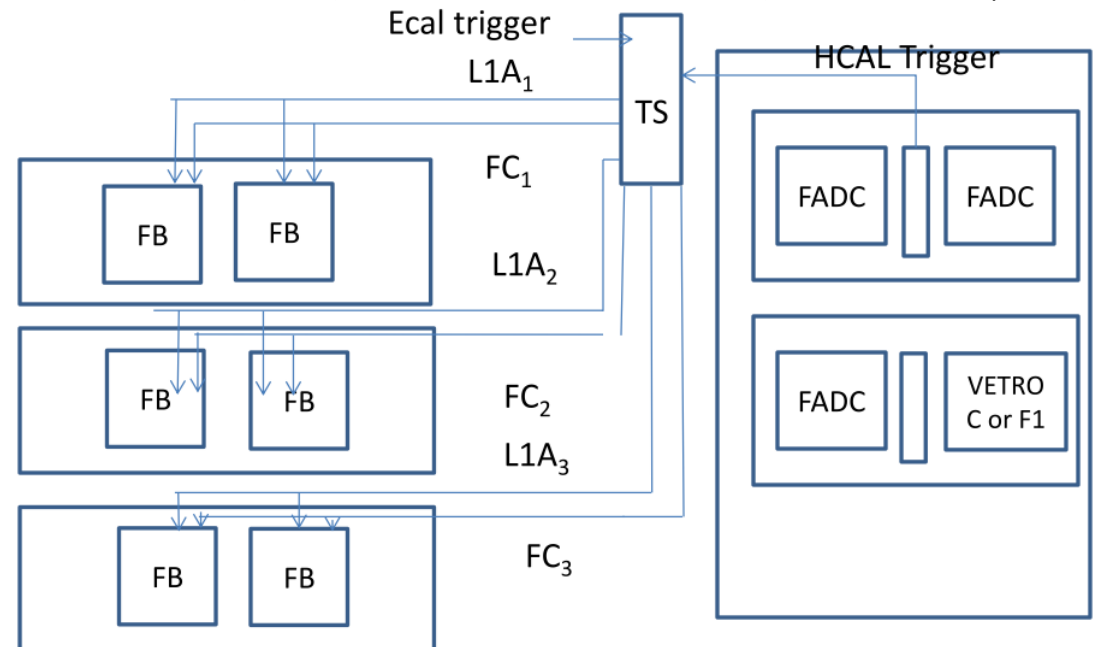 Ecal trigger
HCAL Trigger
L1A₁
TS
FC₁
FADC
FADC
FB
FB
L1A₂
FB
FB
FC₂
FADC
VETRO
C or F1
L1A₃
FC₃
FB
FB